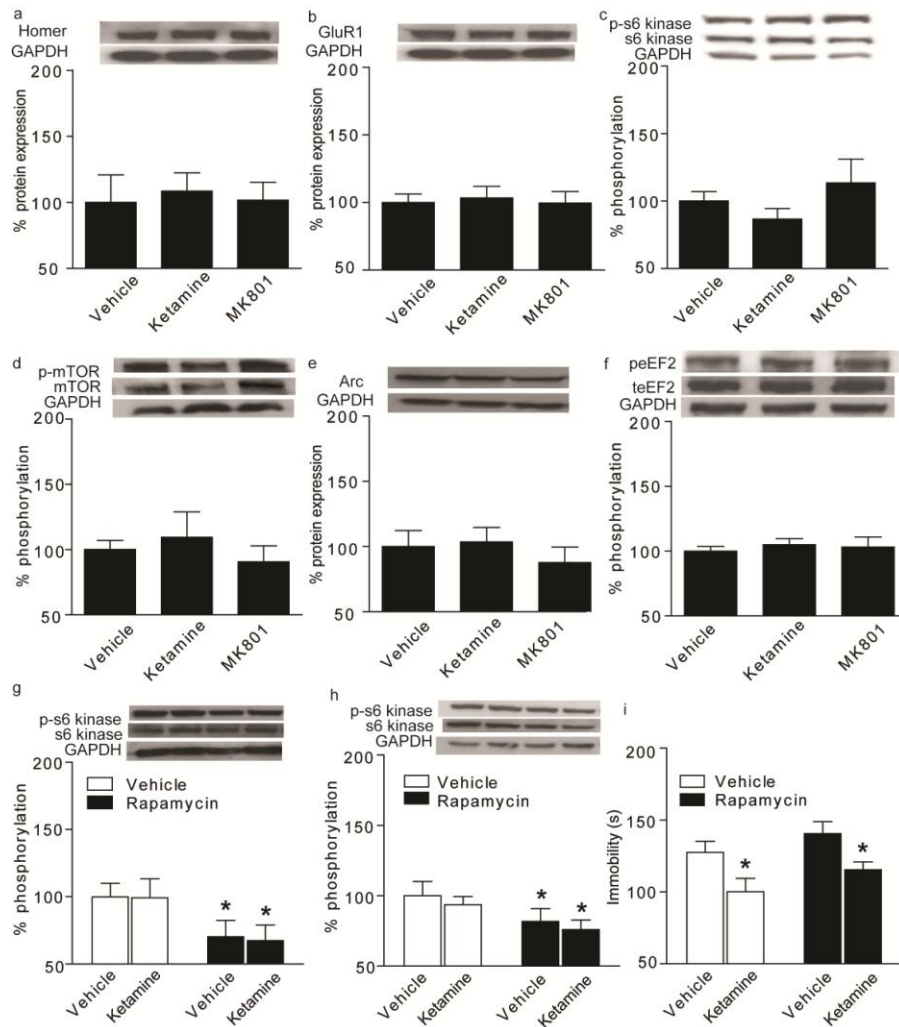 a
Homer
GAPDH
200
150
100
50
% protein expression
Vehicle
Ketamine
MK801
b
GluR1
GAPDH
200
150
100
50
% protein expression
Vehicle
Ketamine
MK801
c
p-s6 kinase
s6 kinase
GAPDH
200
150
100
50
% phosphorylation
Vehicle
Ketamine
MK801
d
p-mTOR
mTOR
GAPDH
200
150
100
50
% phosphorylation
Vehicle
Ketamine
MK801
e
Arc
GAPDH
200
150
100
50
% protein expression
Vehicle
Ketamine
MK801
f
peEF2
teEF2
GAPDH
200
150
100
50
% phosphorylation
Vehicle
Ketamine
MK801
g
p-s6 kinase
s6 kinase
GAPDH
200
150
100
50
% phosphorylation
Vehicle
Rapamycin
* *
Vehicle
Ketamine
Vehicle
Ketamine
h
p-s6 kinase
s6 kinase
GAPDH
200
150
100
50
% phosphorylation
Vehicle
Rapamycin
* *
Vehicle
Ketamine
Vehicle
Ketamine
i
200
150
100
50
Immobility (s)
Vehicle
Rapamycin
* *
Vehicle
Ketamine
Vehicle
Ketamine